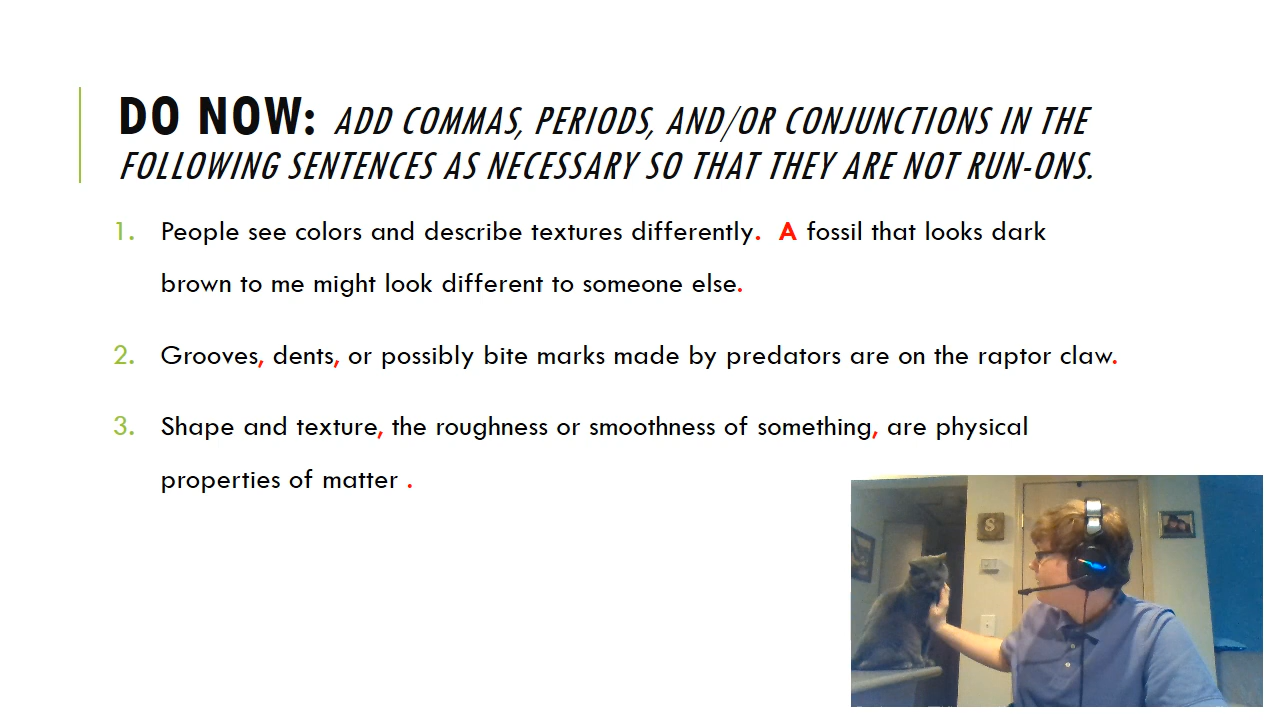 DO NOW: ADD COMMAS, PERIODS, AND/OR CONJUNCTIONS IN THE
FOLLOWING SENTENCES AS NECESSARY SO THAT THEY ARE NOT RUN-ONS.
1. People see colors and describe textures differently. A fossil that looks dark
brown to me might look different to someone else.
2. Grooves, dents, or possibly bite marks made by predators are on the raptor claw.
3. Shape and texture, the roughness or smoothness of something, are physical
properties of matter .
S